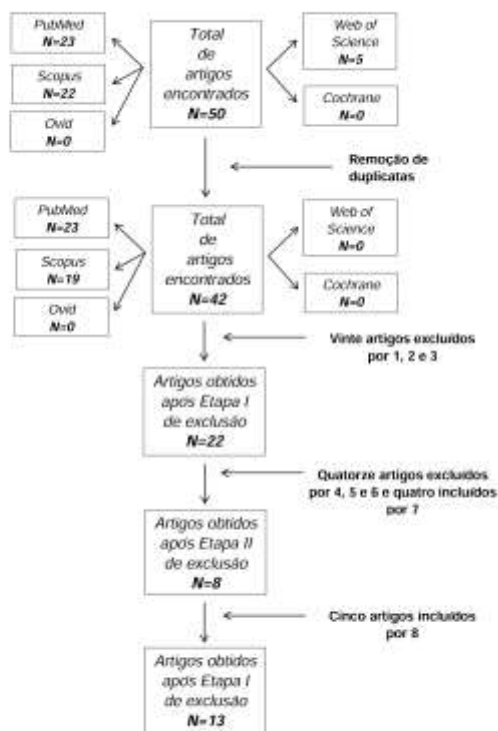 PubMed
N=23
Scopus
N=22
Ovid
N=0
Total
de
artigos
encontrados
N=50
Web of
Science
N=5
Cochrane
N=0
Remoção de
duplicatas
PubMed
N=23
Scopus
N=19
Ovid
N=0
Total
de
artigos
encontrados
N=42
Web of
Science
N=0
Cochrane
N=0
Vinte artigos excluídos
por 1, 2 e 3
Artigos obtidos
após Etapa I
de exclusão
N=22
Quatorze artigos excluídos
por 4, 5 e 6 e quatro incluídos
por 7
Artigos obtidos
após Etapa II
de exclusão
N=8
Cinco artigos incluídos
por 8
Artigos obtidos
após Etapa I
de exclusão
N=13